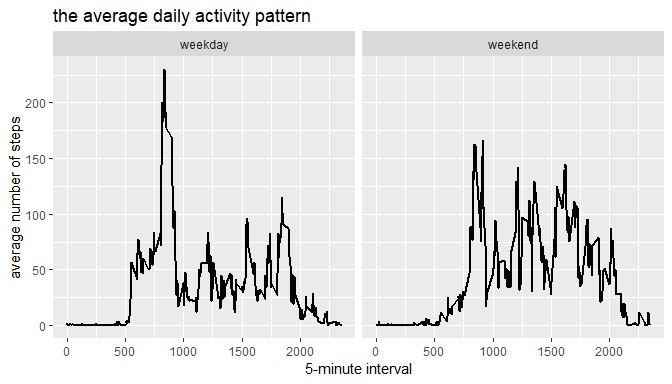 the average daily activity pattern
weekday
weekend
average number of steps
200
150
100
50
0
0 500 1000 1500 2000
0 500 1000 1500 2000
5-minute interval